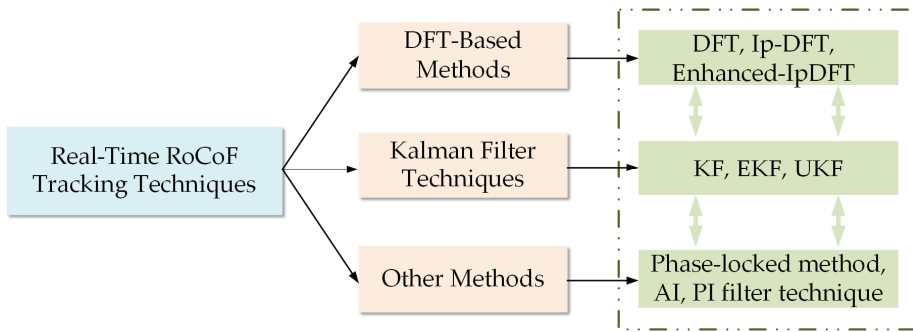 Real-Time RoCoF
Tracking Techniques
DFT-Based
Methods
Kalman Filter
Techniques
Other Methods
DFT, Ip-DFT,
Enhanced-IpDFT
KF, EKF, UKF
Phase-locked method,
AI, PI filter technique